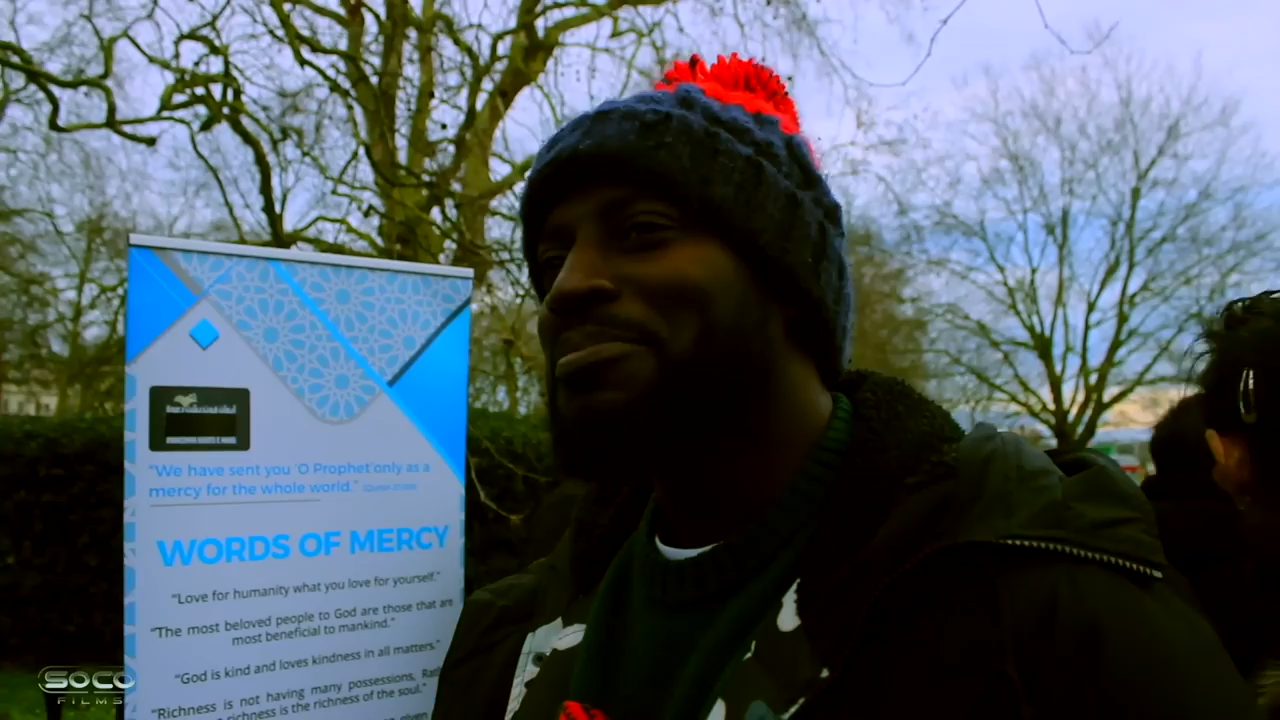 "We have sent you 'O Prophet' only as a
mercy for the whole world."
WORDS OF MERCY
"Love for humanity what you love for yourself."
"The most beloved people to God are those that are
most beneficial to mankind."
"God is kind and loves kindness in all matters."
"Richness is not having many possessions, Rath
richness is the richness of the soul."
given
SOCO
FILMS